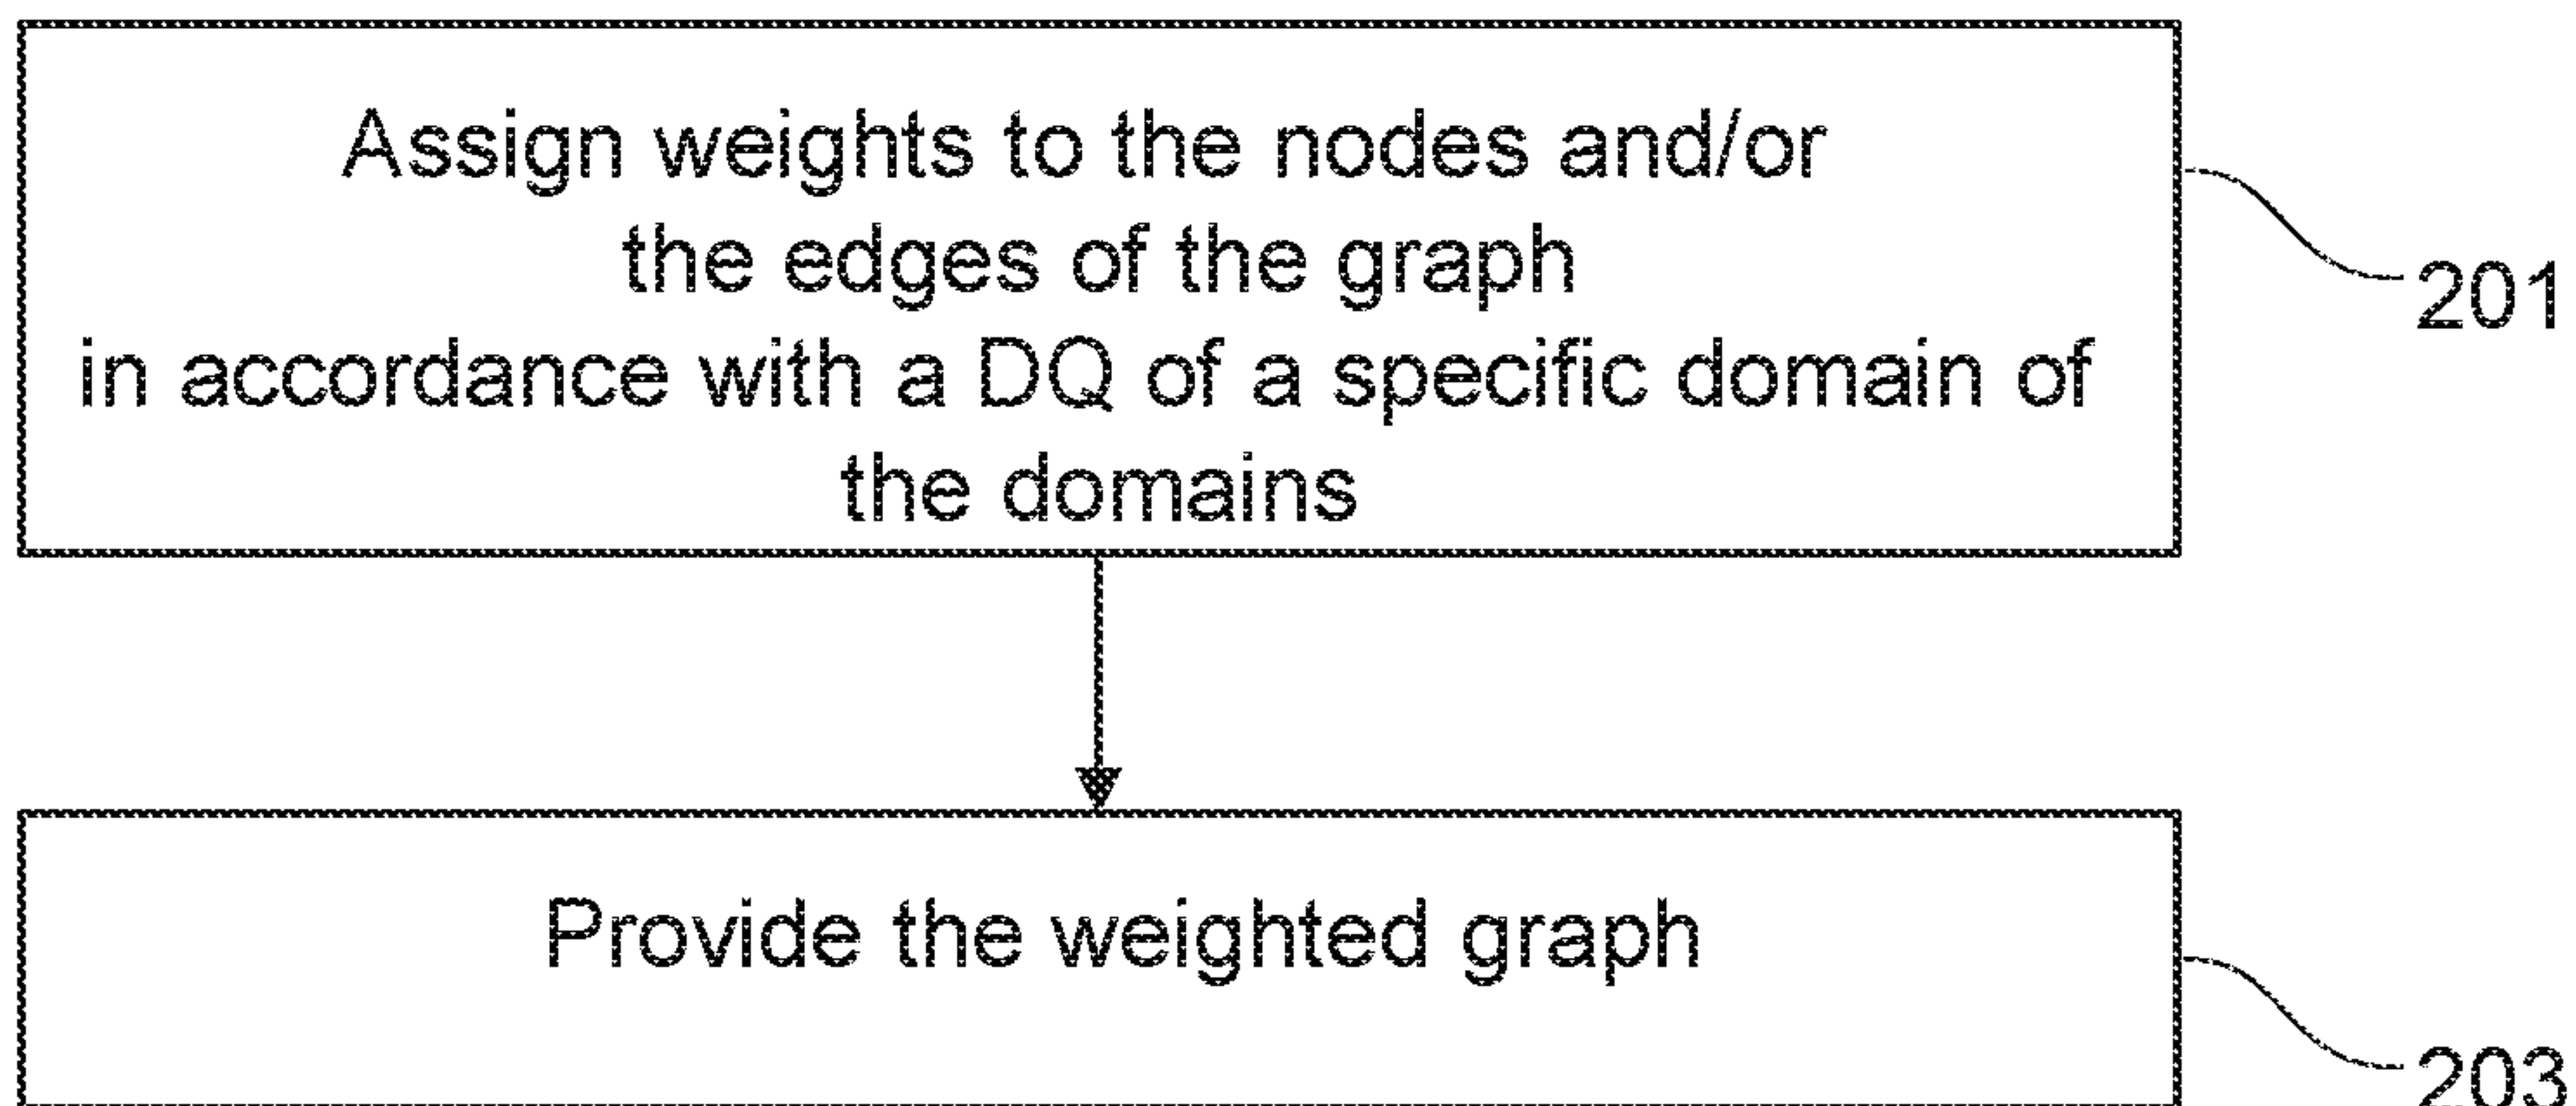 Assign weights to the nodes and/or
the edges of the graph
in accordance with a DQ of a specific domain of
the domains
201
Provide the weighted graph
203